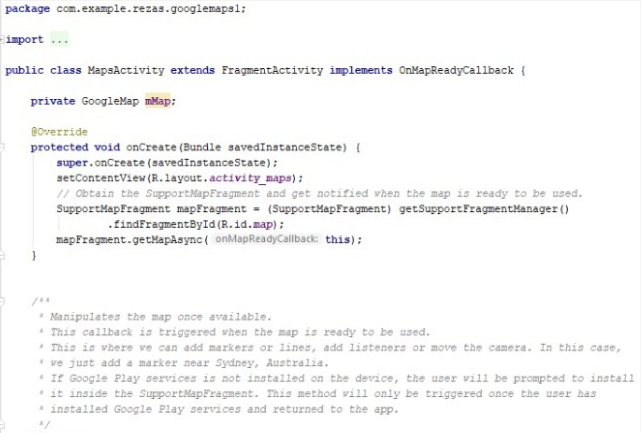 package com.example.rezas.googlemaps1;
import ...
public class MapsActivity extends FragmentActivity implements OnMapReadyCallback {
private GoogleMap mMap;
@Override
protected void onCreate(Bundle savedInstanceState) {
super.onCreate(savedInstanceState);
setContentView(R.layout.activity_maps);
// Obtain the SupportMapFragment and get notified when the map is ready to be used.
SupportMapFragment mapFragment = (SupportMapFragment) getSupportFragmentManager()
.findFragmentById(R.id.map);
mapFragment.getMapAsync( onMapReadyCallback: this);
}
/**
* Manipulates the map once available.
* This callback is triggered when the map is ready to be used.
* This is where we can add markers or lines, add listeners or move the camera. In this case,
* we just add a marker near Sydney, Australia.
* If Google Play services is not installed on the device, the user will be prompted to install
* it inside the SupportMapFragment. This method will only be triggered once the user has
* installed Google Play services and returned to the app.
*/